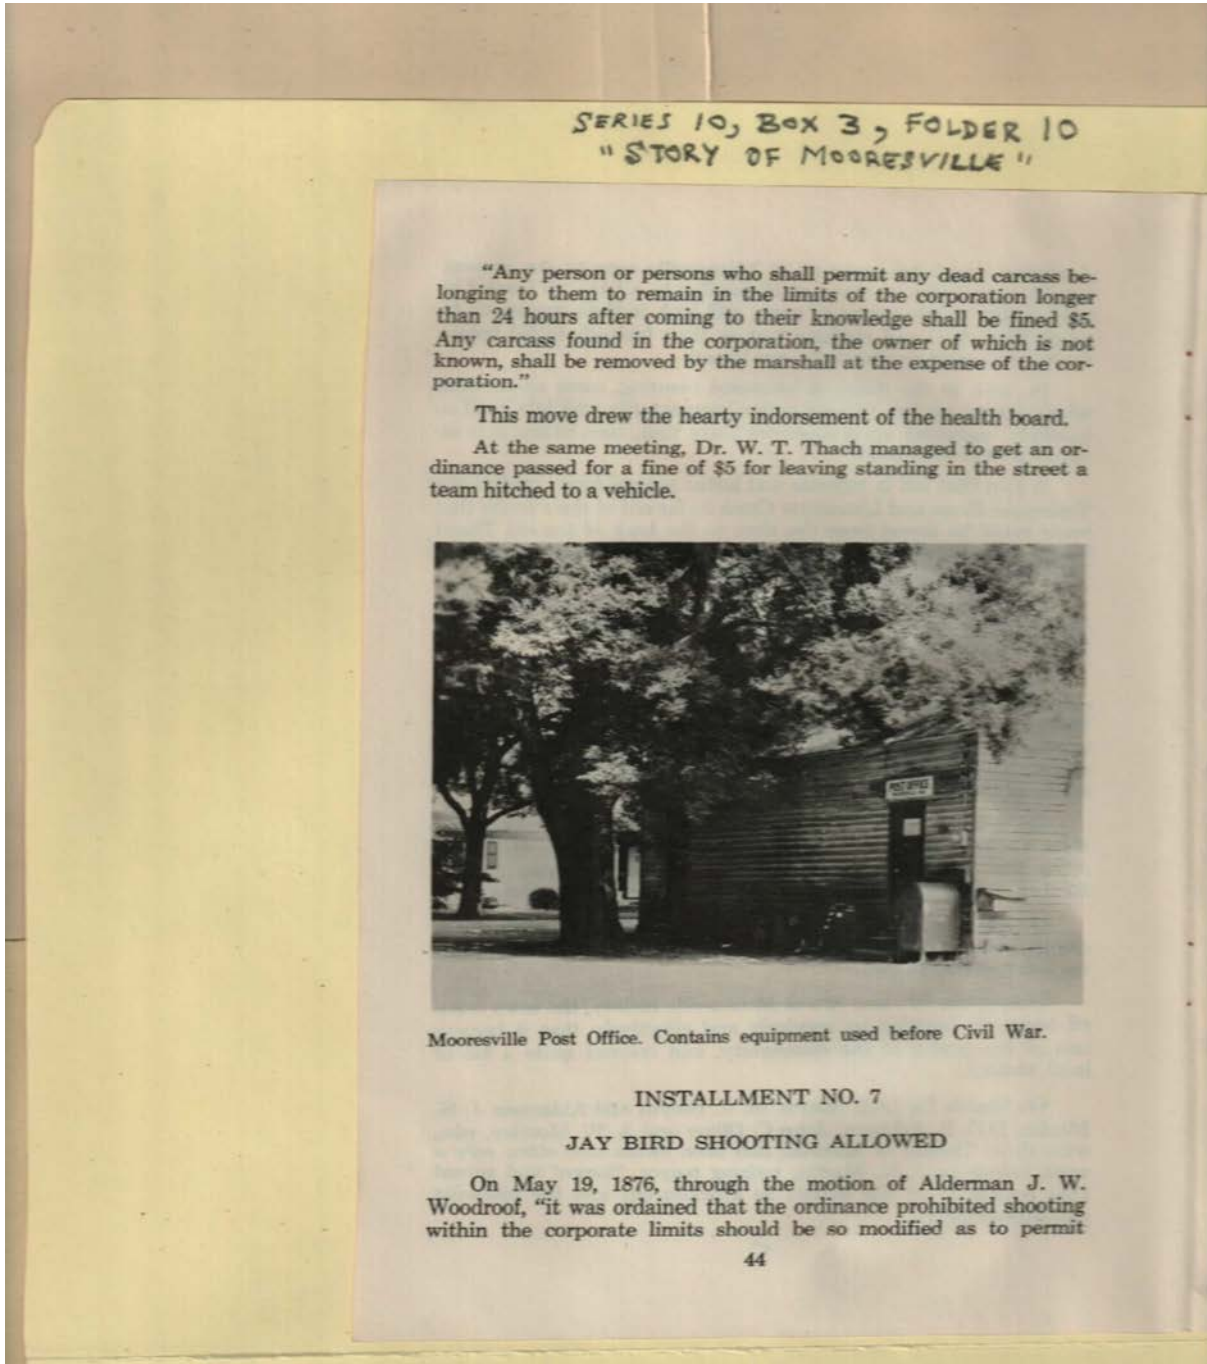 SERIES 10, BOX 3, FOLDER 10
"STORY OF MOORESVILLE"
“Any person or persons who shall permit any dead carcass be-
longing to them to remain in the limits of the corporation longer
than 24 hours after coming to their knowledge shall be fined $5.
Any carcass found in the corporation, the owner of which is not
known, shall be removed by the marshall at the expense of the cor-
poration.”
This move drew the hearty indorsement of the health board.
At the same meeting, Dr. W. T. Thach managed to get an or-
dinance passed for a fine of $5 for leaving standing in the street a
team hitched to a vehicle.
POST OFFICE
Mooresville Post Office. Contains equipment used before Civil War.
INSTALLMENT NO. 7
JAY BIRD SHOOTING ALLOWED
On May 19, 1876, through the motion of Alderman J. W.
Woodroof, “it was ordained that the ordinance prohibited shooting
within the corporate limits should be so modified as to permit
44